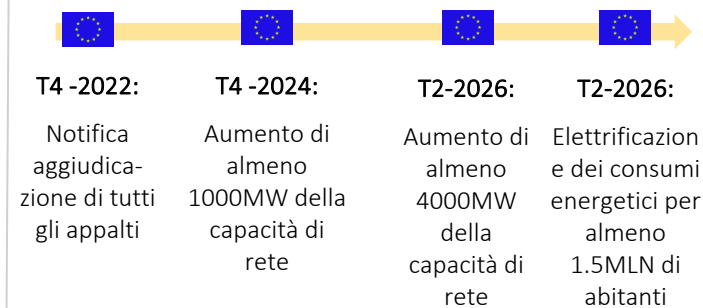 T4 -2022:
Notifica
aggiudica-
zione di tutti
gli appalti
T4 -2024:
Aumento di
almeno
1000MW della
capacità di
rete
T2-2026:
Aumento di
almeno
4000MW
della
capacità di
rete
T2-2026:
Elettrificazion
e dei consumi
energetici per
almeno
1.5MLN di
abitanti